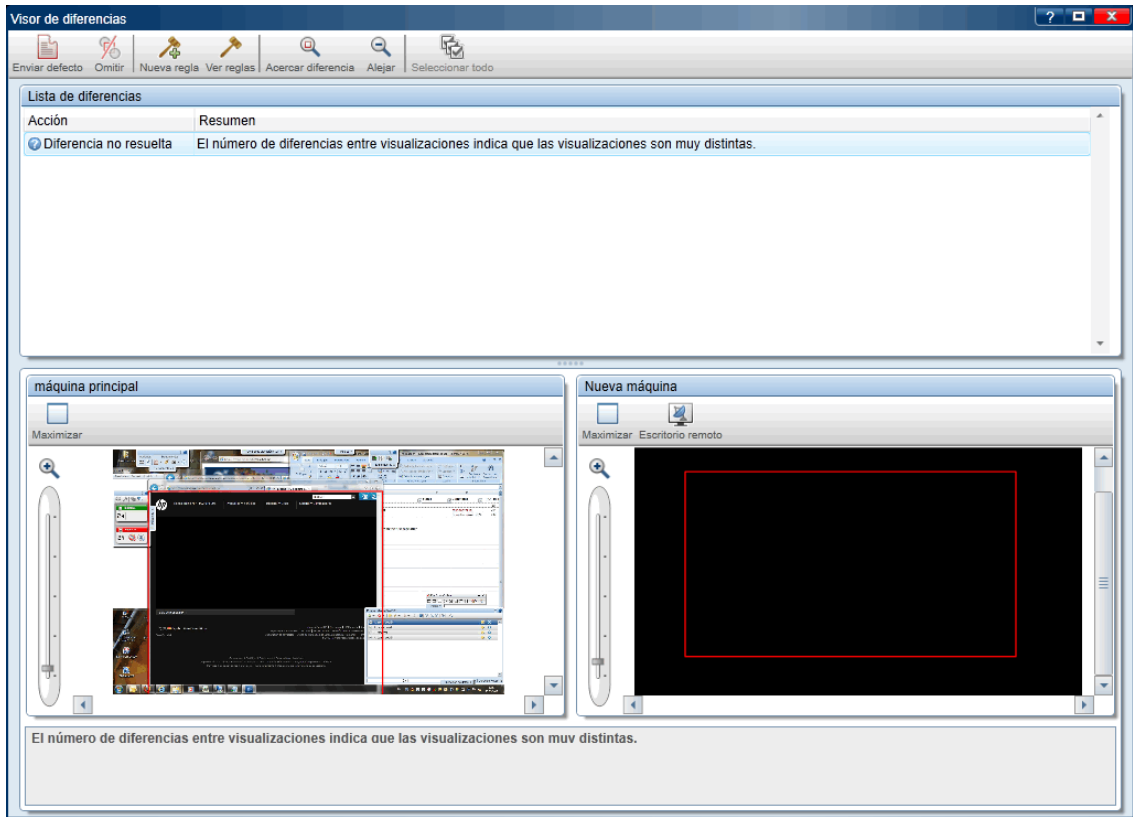 Visor de diferencias
?
Enviar defecto Omitir Nueva regla Ver reglas Acercar diferencia Alejar Seleccionar todo
Lista de diferencias
Acción Resumen
Diferencia no resuelta El número de diferencias entre visualizaciones indica que las visualizaciones son muy distintas.
máquina principal
Maximizar
hp
Nueva máquina
Maximizar Escritorio remoto
El número de diferencias entre visualizaciones indica que las visualizaciones son muy distintas.